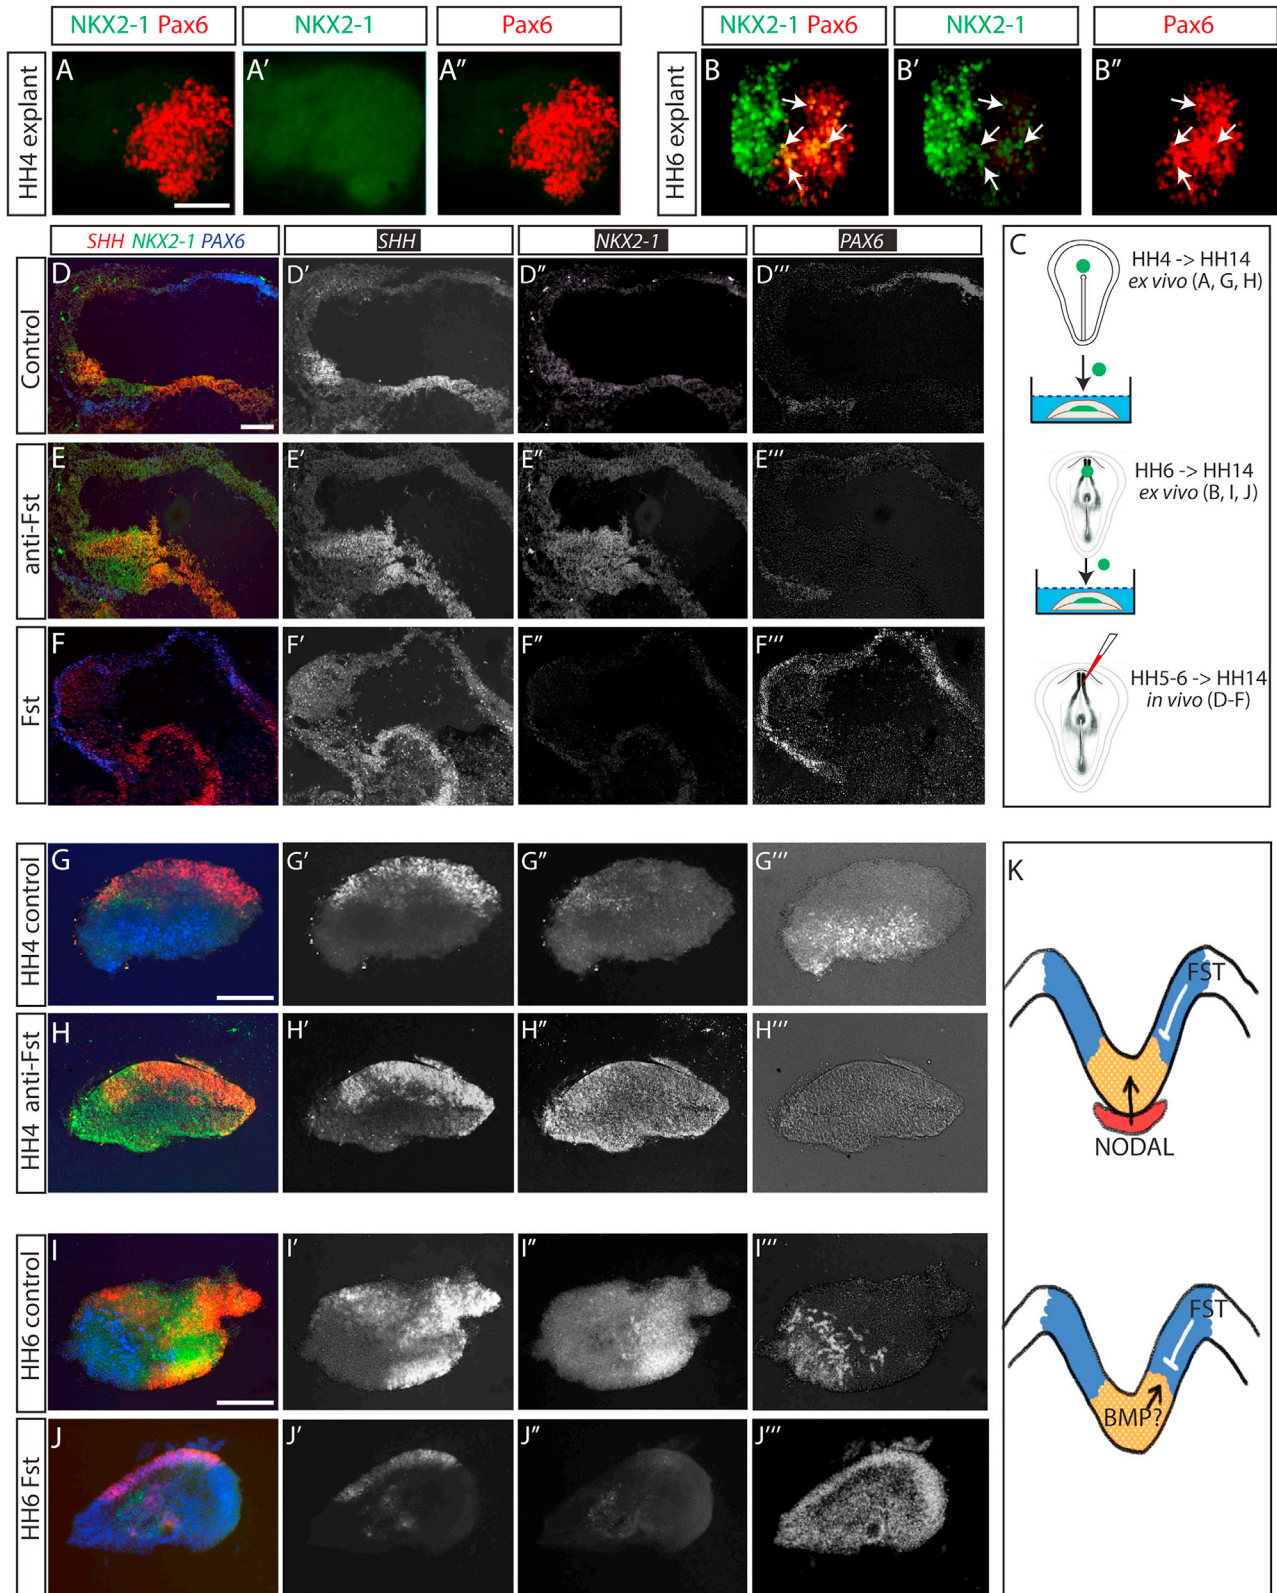 NKX2-1 Pax6
NKX2-1
Pax6
NKX2-1 Pax6
NKX2-1
Pax6
HH4 explant
A
A'
A"
HH6 explant
B
B'
B"
SHH NKX2-1 PAX6
SHH
NKX2-1
PAX6
Control
D
D'
D"
D'"
anti-Fst
E
E'
E"
E'"
Fst
F
F'
F"
F'"
C
HH4 -> HH14
ex vivo (A, G, H)
HH6 -> HH14
ex vivo (B, I, J)
HH5-6 -> HH14
in vivo (D-F)
HH4 control
G
G'
G"
G'"
HH4 anti-Fst
H
H'
H"
H'"
HH6 control
I
I'
I"
I'"
HH6 Fst
J
J'
J"
J'"
K
FST
NODAL
FST
BMP?